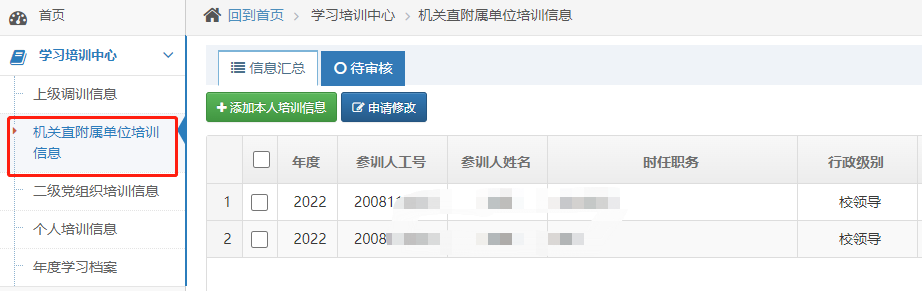 首页
学习培训中心
上级调训信息
机关直附属单位培训
信息
二级党组织培训信息
个人培训信息
年度学习档案
回到首页 > 学习培训中心 > 机关直附属单位培训信息
信息汇总 待审核
添加本人培训信息 申请修改
年度 参训人工号 参训人姓名 时任职务 行政级别
1 2022 20081 校领导
2 2022 2008 校领导